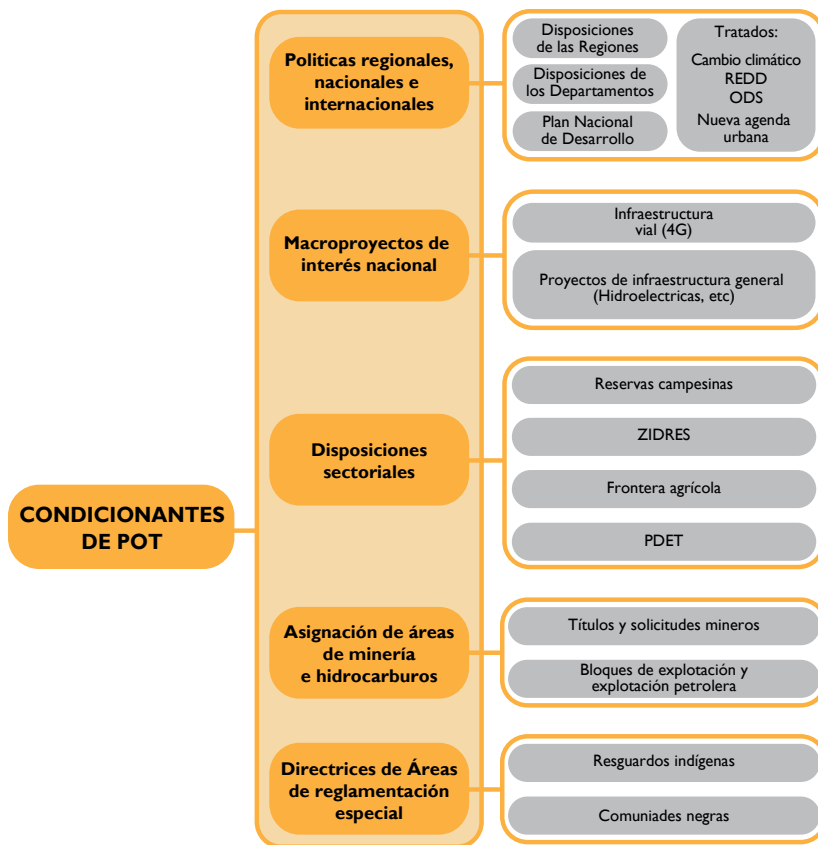 CONDICIONANTES
DE POT
Politicas regionales,
nacionales e
internacionales
Disposiciones
de las Regiones
Disposiciones de
los Departamentos
Plan Nacional
de Desarrollo
Tratados:
Cambio climático
REDD
ODS
Nueva agenda
urbana
Macroproyectos de
interés nacional
Infraestructura
vial (4G)
Proyectos de infraestructura general
(Hidroelectricas, etc)
Disposiciones
sectoriales
Reservas campesinas
ZIDRES
Frontera agrícola
PDET
Asignación de áreas
de minería
e hidrocarburos
Títulos y solicitudes mineros
Bloques de explotación y
explotación petrolera
Directrices de Áreas
de reglamentación
especial
Resguardos indígenas
Comuniades negras